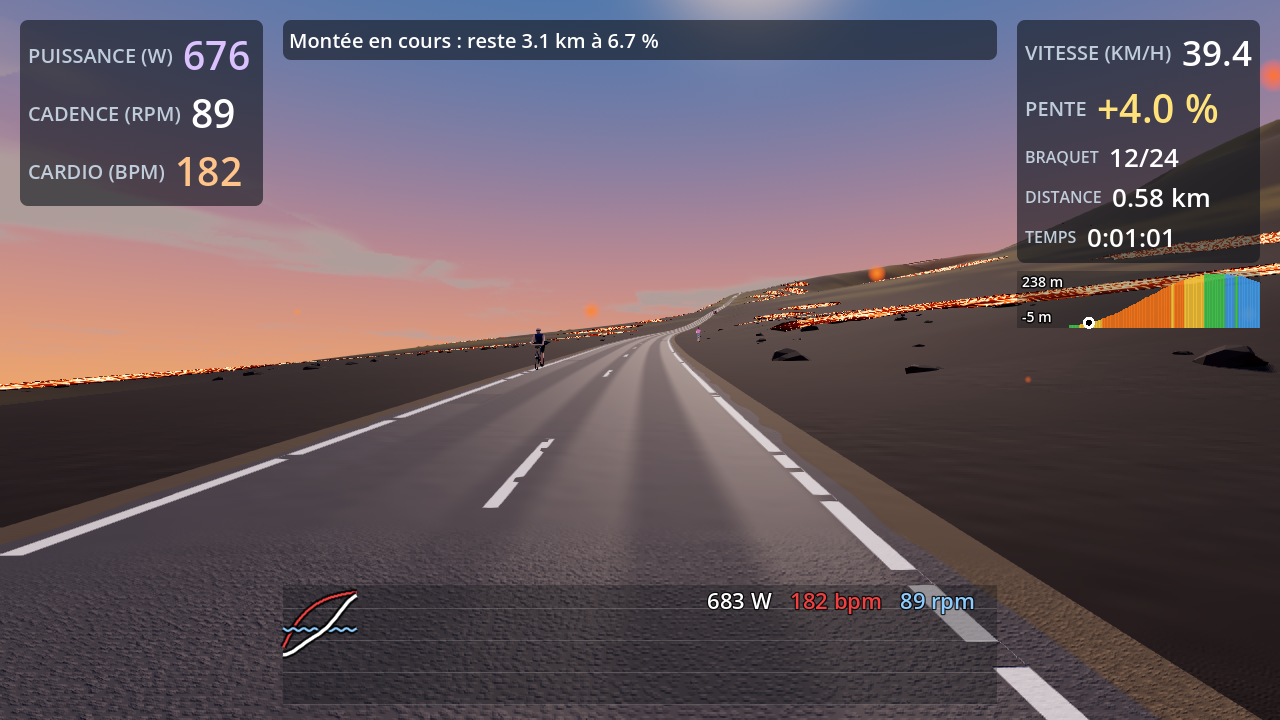 PUISSANCE (W) 676
CADENCE (RPM) 89
CARDIO (BPM) 182
Montée en cours : reste 3.1 km à 6.7 %
VITESSE (KM/H) 39.4
PENTE +4.0 %
BRAQUET 12/24
DISTANCE 0.58 km
TEMPS 0:01:01
238 m
-5 m
683 W 182 bpm 89 rpm